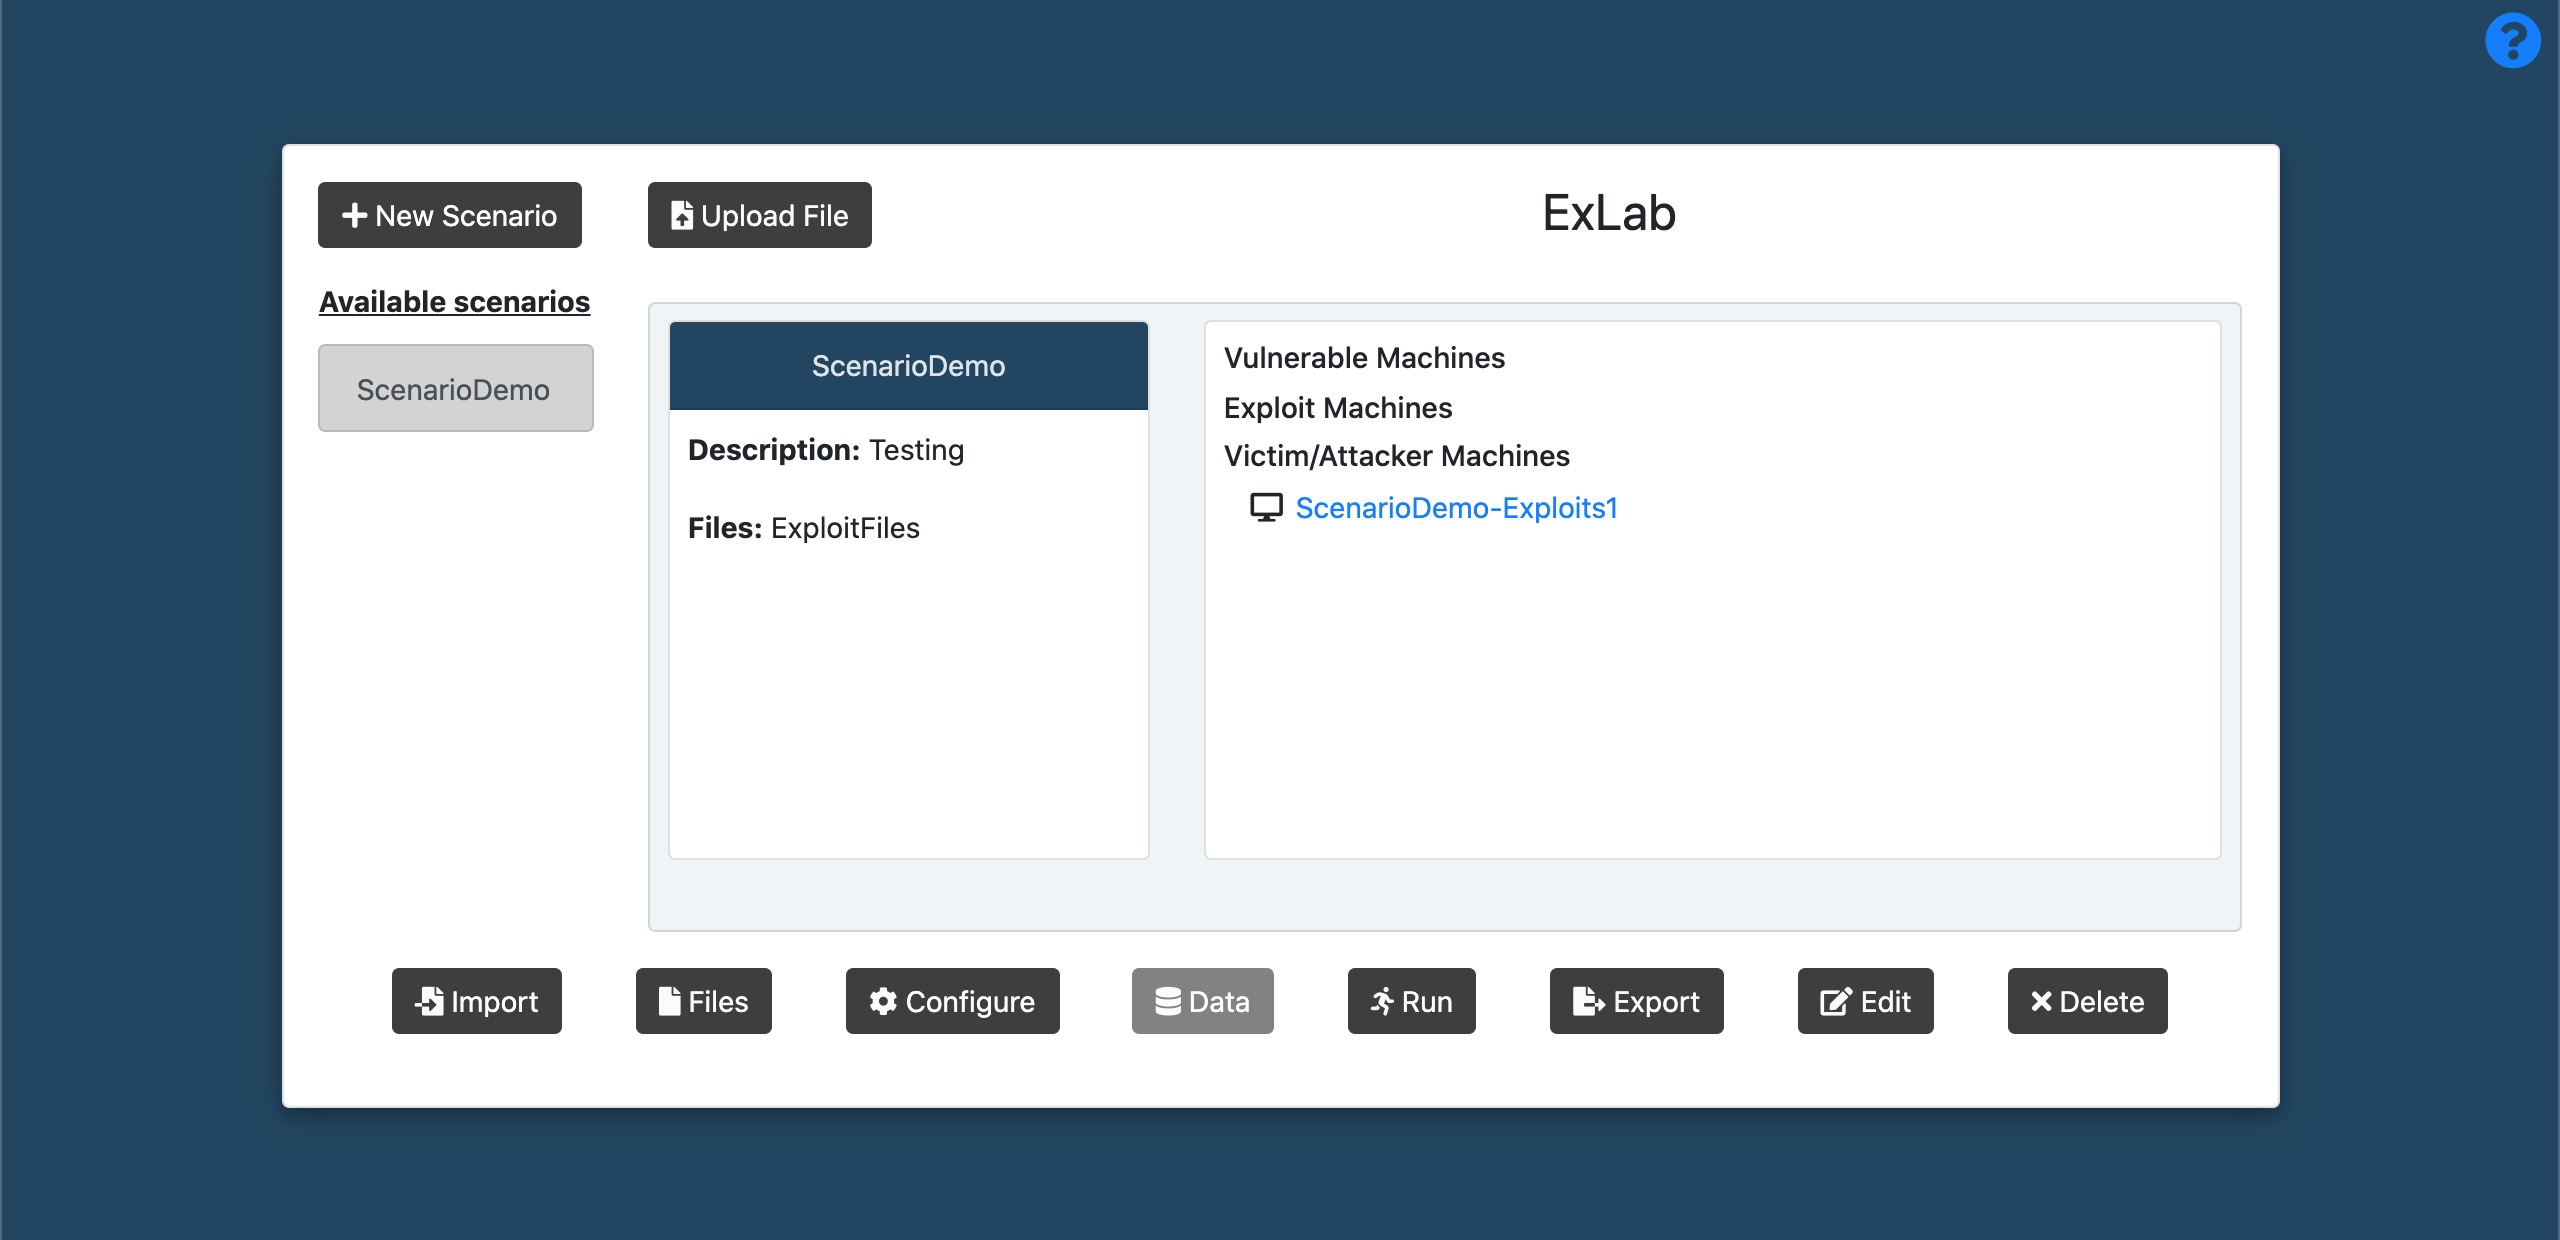 New Scenario
Upload File
ExLab
Available scenarios
ScenarioDemo
ScenarioDemo
Description: Testing
Files: ExploitFiles
Vulnerable Machines
Exploit Machines
Victim/Attacker Machines
ScenarioDemo-Exploits1
Import
Files
Configure
Data
Run
Export
Edit
Delete